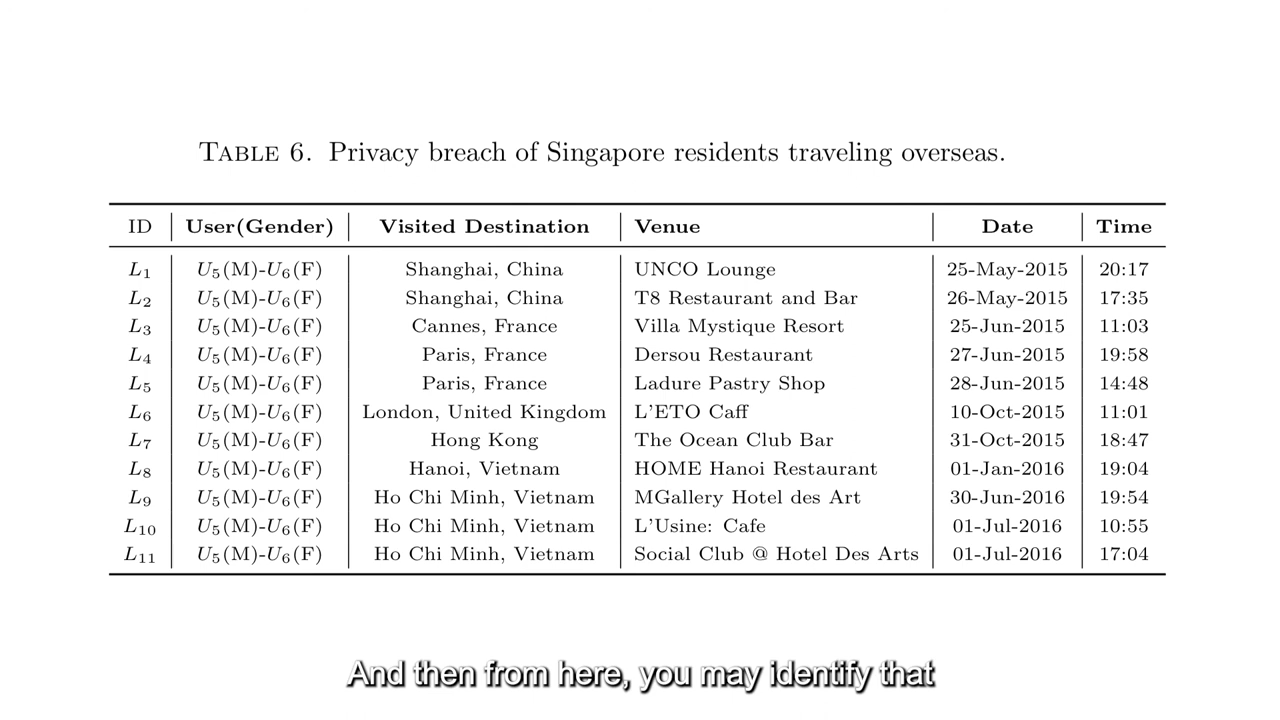 TABLE 6. Privacy breach of Singapore residents traveling overseas.
ID User(Gender) Visited Destination Venue Date Time
L1 U5(M)-U6(F) Shanghai, China UNCO Lounge 25-May-2015 20:17
L2 U5(M)-U6(F) Shanghai, China T8 Restaurant and Bar 26-May-2015 17:35
L3 U5(M)-U6(F) Cannes, France Villa Mystique Resort 25-Jun-2015 11:03
L4 U5(M)-U6(F) Paris, France Dersou Restaurant 27-Jun-2015 19:58
L5 U5(M)-U6(F) Paris, France Ladure Pastry Shop 28-Jun-2015 14:48
L6 U5(M)-U6(F) London, United Kingdom L'ETO Caff 10-Oct-2015 11:01
L7 U5(M)-U6(F) Hong Kong The Ocean Club Bar 31-Oct-2015 18:47
L8 U5(M)-U6(F) Hanoi, Vietnam HOME Hanoi Restaurant 01-Jan-2016 19:04
L9 U5(M)-U6(F) Ho Chi Minh, Vietnam MGallery Hotel des Art 30-Jun-2016 19:54
L10 U5(M)-U6(F) Ho Chi Minh, Vietnam L'Usine: Cafe 01-Jul-2016 10:55
L11 U5(M)-U6(F) Ho Chi Minh, Vietnam Social Club @ Hotel Des Arts 01-Jul-2016 17:04
And then from here, you may identify that